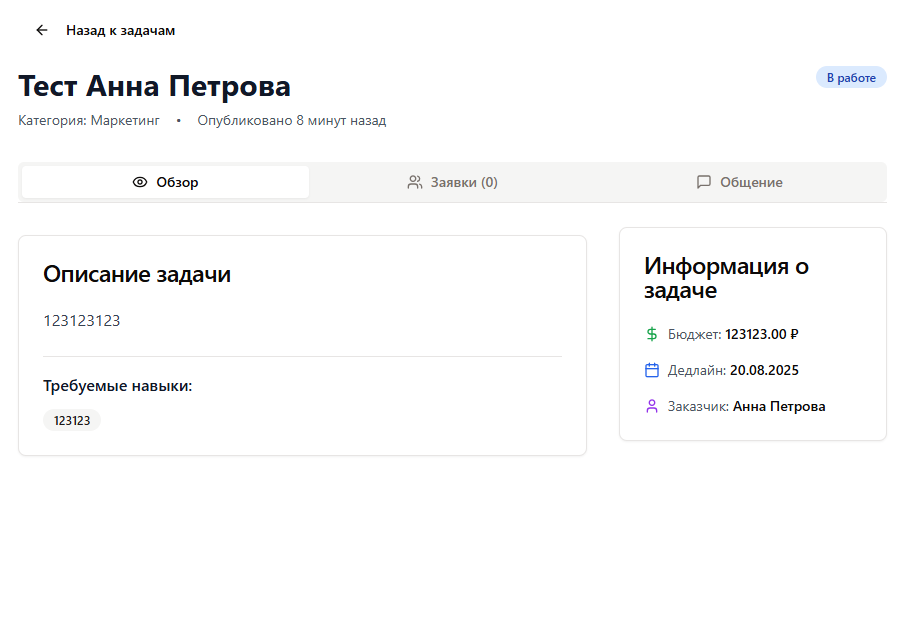 Назад к задачам
Тест Анна Петрова
В работе
Категория: Маркетинг • Опубликовано 8 минут назад
Обзор
Заявки (0)
Общение
Описание задачи
123123123
Требуемые навыки:
123123
Информация о
задаче
Бюджет: 123123.00 ₽
Дедлайн: 20.08.2025
Заказчик: Анна Петрова